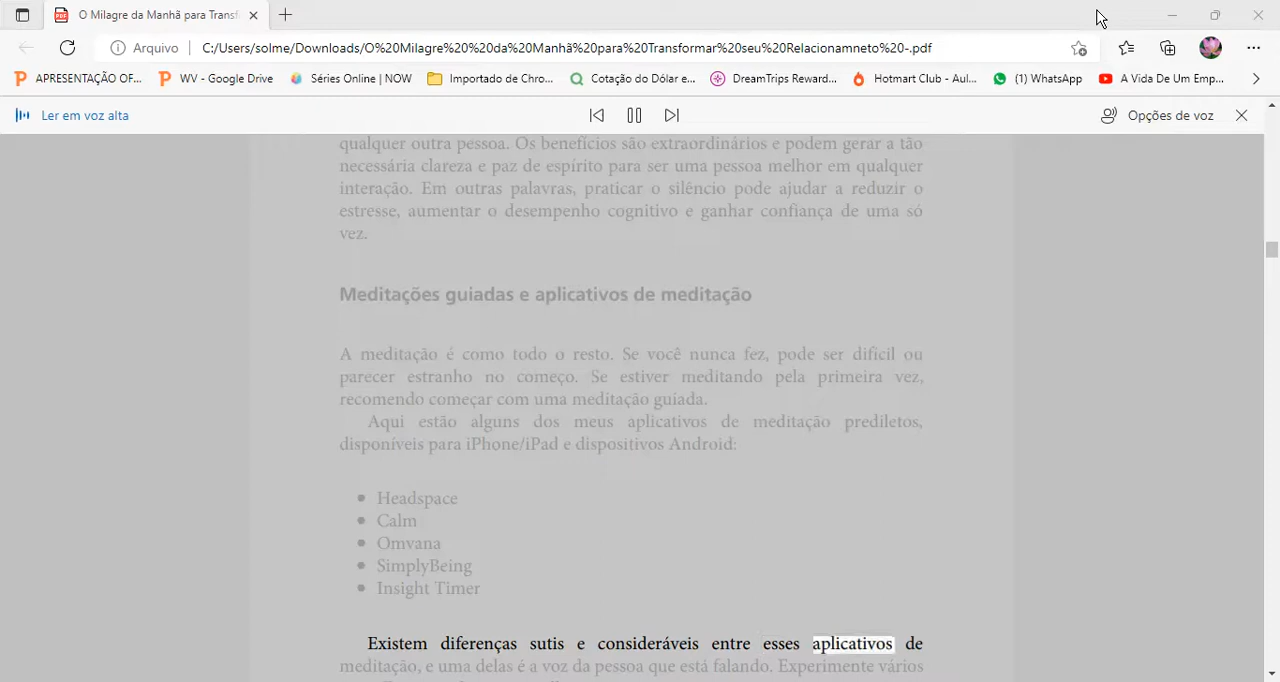 O Milagre da Manhã para Transf
Arquivo
C:/Users/solme/Downloads/O%20Milagre%20%20da%20Manhã%20para%20Transformar%20seu%20Relacionamneto%20-.pdf
APRESENTAÇÃO OF...
WV - Google Drive
Séries Online | NOW
Importado de Chro...
Cotação do Dólar e...
DreamTrips Reward...
Hotmart Club - Aul...
(1) WhatsApp
A Vida De Um Emp...
Ler em voz alta
Opções de voz
qualquer outra pessoa. Os benefícios são extraordinários e podem gerar a tão
necessária clareza e paz de espírito para ser uma pessoa melhor em qualquer
interação. Em outras palavras, praticar o silêncio pode ajudar a reduzir o
estresse, aumentar o desempenho cognitivo e ganhar confiança de uma só
vez.
Meditações guiadas e aplicativos de meditação
A meditação é como todo o resto. Se você nunca fez, pode ser difícil ou
parecer estranho no começo. Se estiver meditando pela primeira vez,
recomendo começar com uma meditação guiada.
Aqui estão alguns dos meus aplicativos de meditação prediletos,
disponíveis para iPhone/iPad e dispositivos Android:
• Headspace
• Calm
• Omvana
• SimplyBeing
• Insight Timer
Existem diferenças sutis e consideráveis entre esses aplicativos de
meditação, e uma delas é a voz da pessoa que está falando. Experimente vários